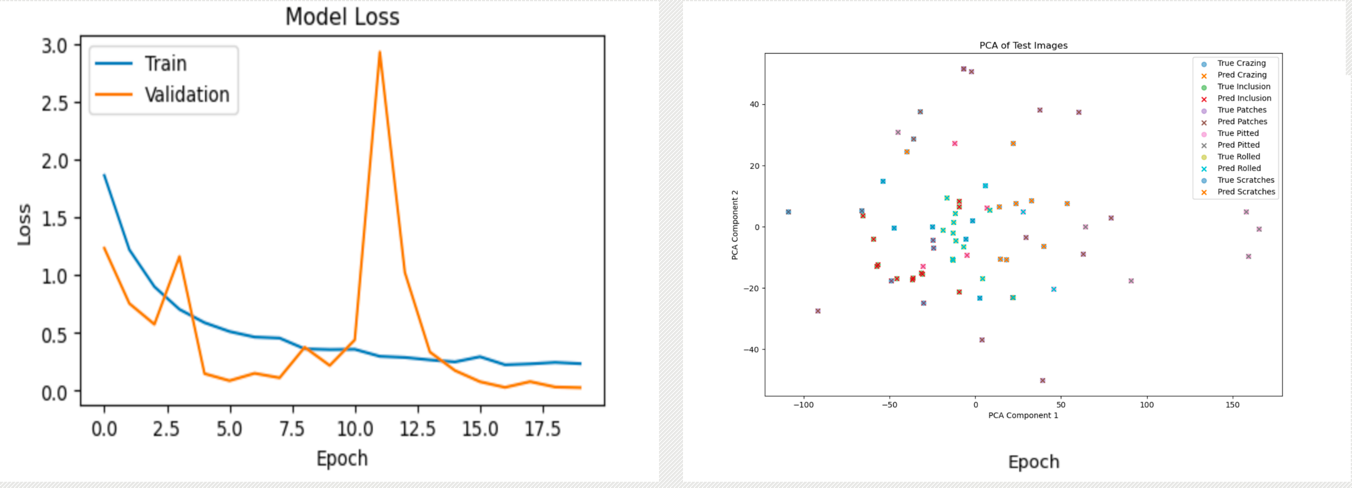 Model Loss
3.0
2.5
2.0
1.5
1.0
0.5
0.0
Loss
Train
Validation
0.0 2.5 5.0 7.5 10.0 12.5 15.0 17.5
Epoch
PCA of Test Images
40
20
0
−20
−40
PCA Component 2
True Crazing
Pred Crazing
True Inclusion
Pred Inclusion
True Patches
Pred Patches
True Pitted
Pred Pitted
True Rolled
Pred Rolled
True Scratches
Pred Scratches
−100 −50 0 50 100 150
PCA Component 1
Epoch